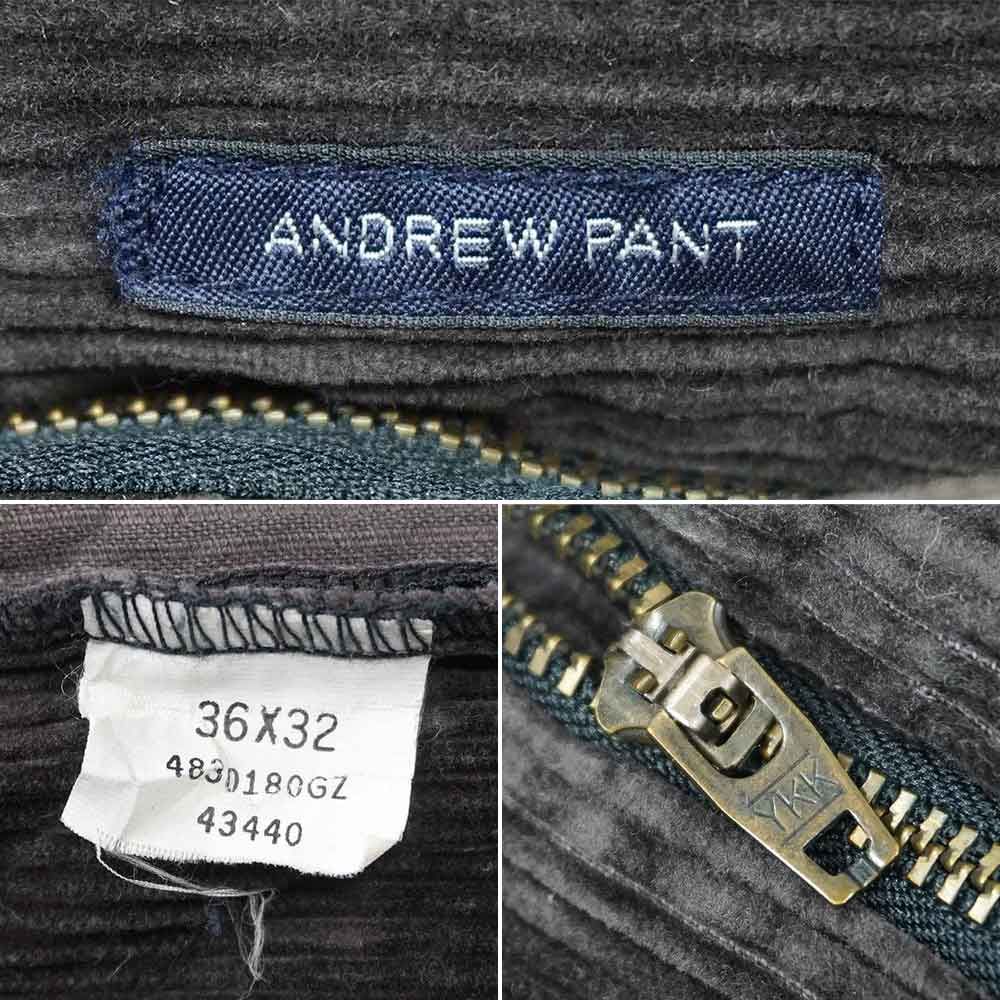 ANDREW PANT
36X32
4830180GZ
43440
YKK